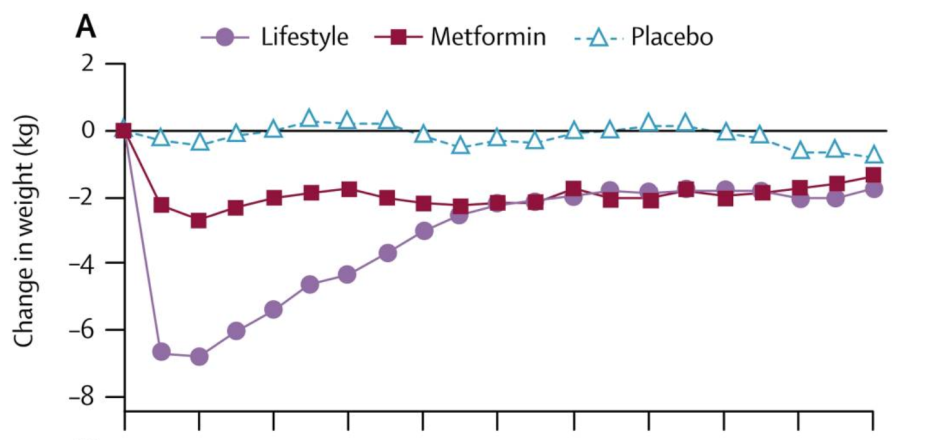 A
Lifestyle Metformin Placebo
2
0
–2
–4
–6
–8
Change in weight (kg)